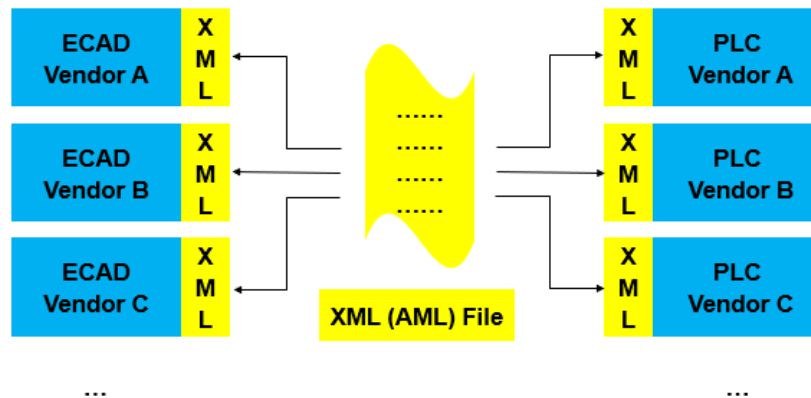 ECAD
Vendor A
X
M
L
ECAD
Vendor B
X
M
L
ECAD
Vendor C
X
M
L
...
......
......
......
......
XML (AML) File
X
M
L
PLC
Vendor A
X
M
L
PLC
Vendor B
X
M
L
PLC
Vendor C
...